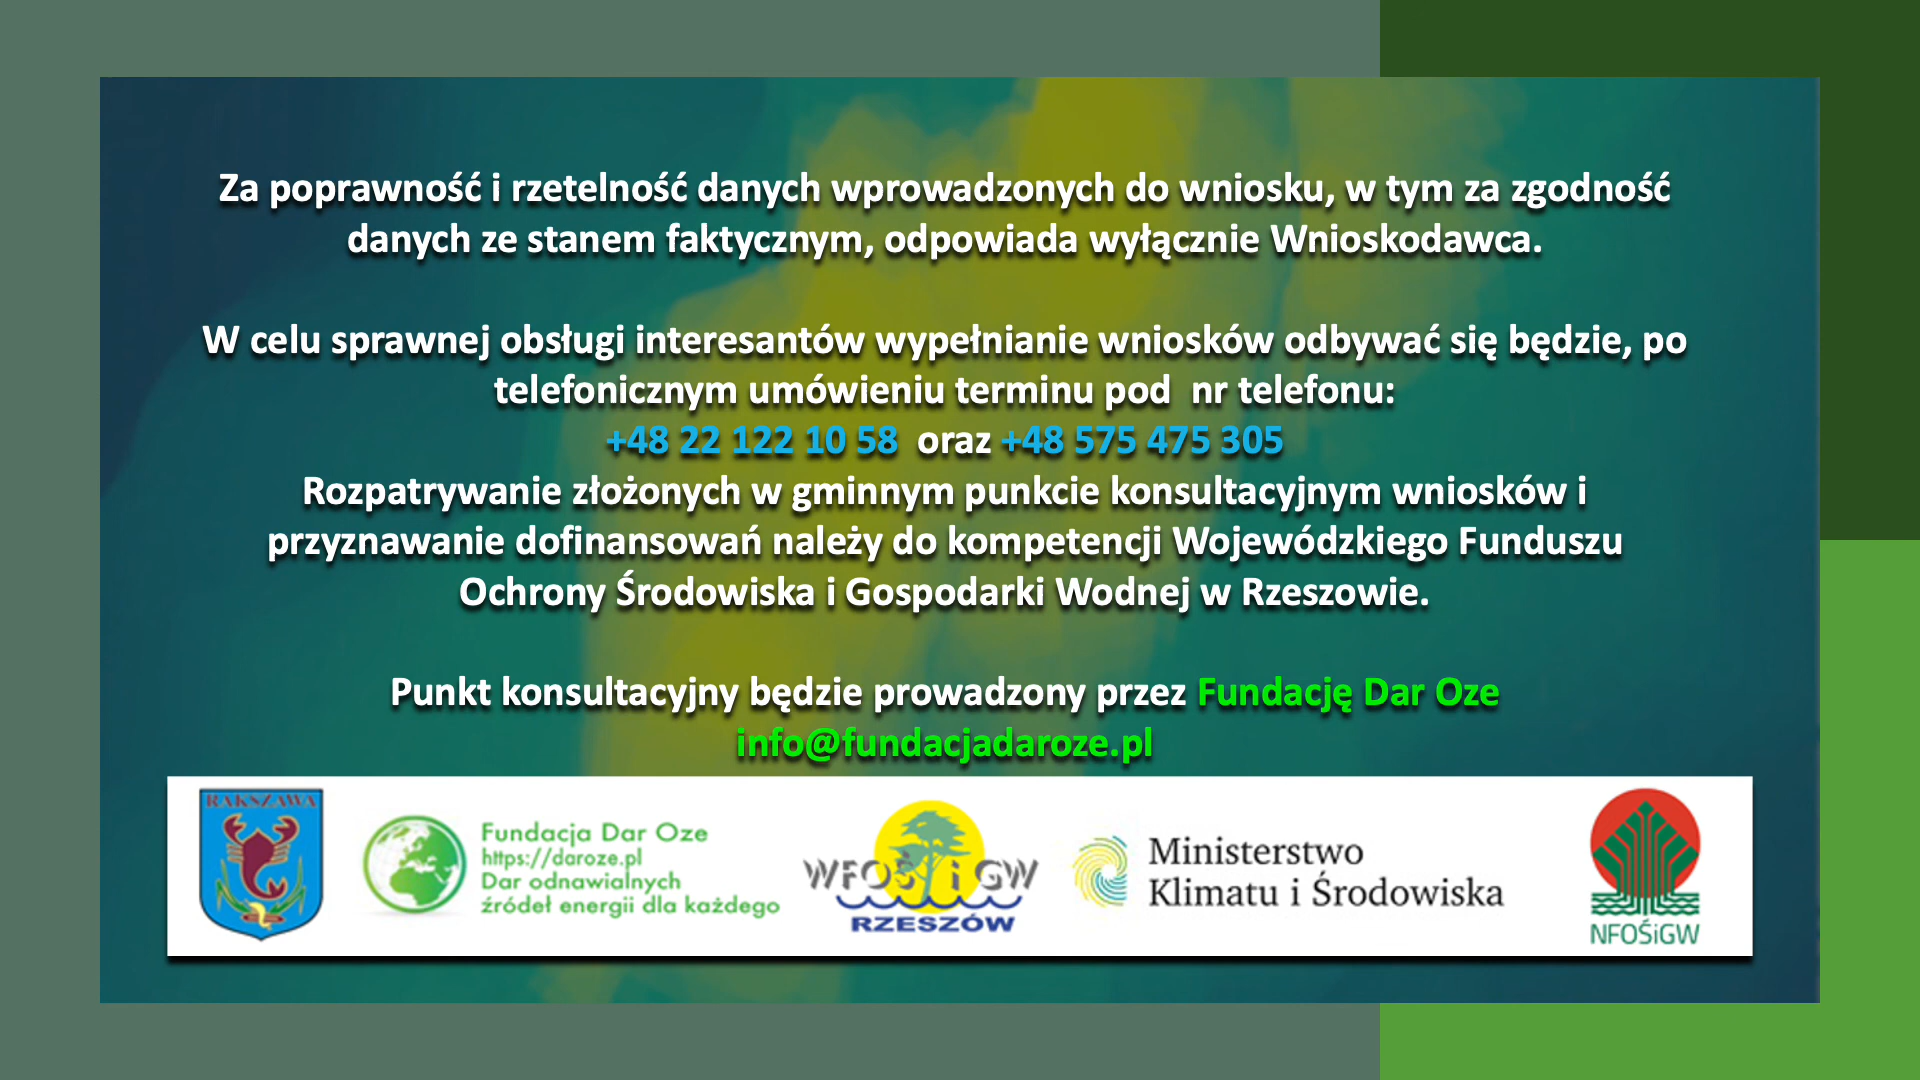 Za poprawność i rzetelność danych wprowadzonych do wniosku, w tym za zgodność
danych ze stanem faktycznym, odpowiada wyłącznie Wnioskodawca.
W celu sprawnej obsługi interesantów wypełnianie wniosków odbywać się będzie, po
telefonicznym umówieniu terminu pod  nr telefonu:
+48 22 122 10 58  oraz +48 575 475 305
Rozpatrywanie złożonych w gminnym punkcie konsultacyjnym wniosków i
przyznawanie dofinansowań należy do kompetencji Wojewódzkiego Funduszu
Ochrony Środowiska i Gospodarki Wodnej w Rzeszowie.
Punkt konsultacyjny będzie prowadzony przez Fundację Dar Oze
info@fundacjadaroze.pl
RAKSZAWA
Fundacja Dar Oze
https://daroze.pl
Dar odnawialnych
źródeł energii dla każdego
WFOŚ i GW
RZESZÓW
Ministerstwo
Klimatu i Środowiska
NFOŚiGW